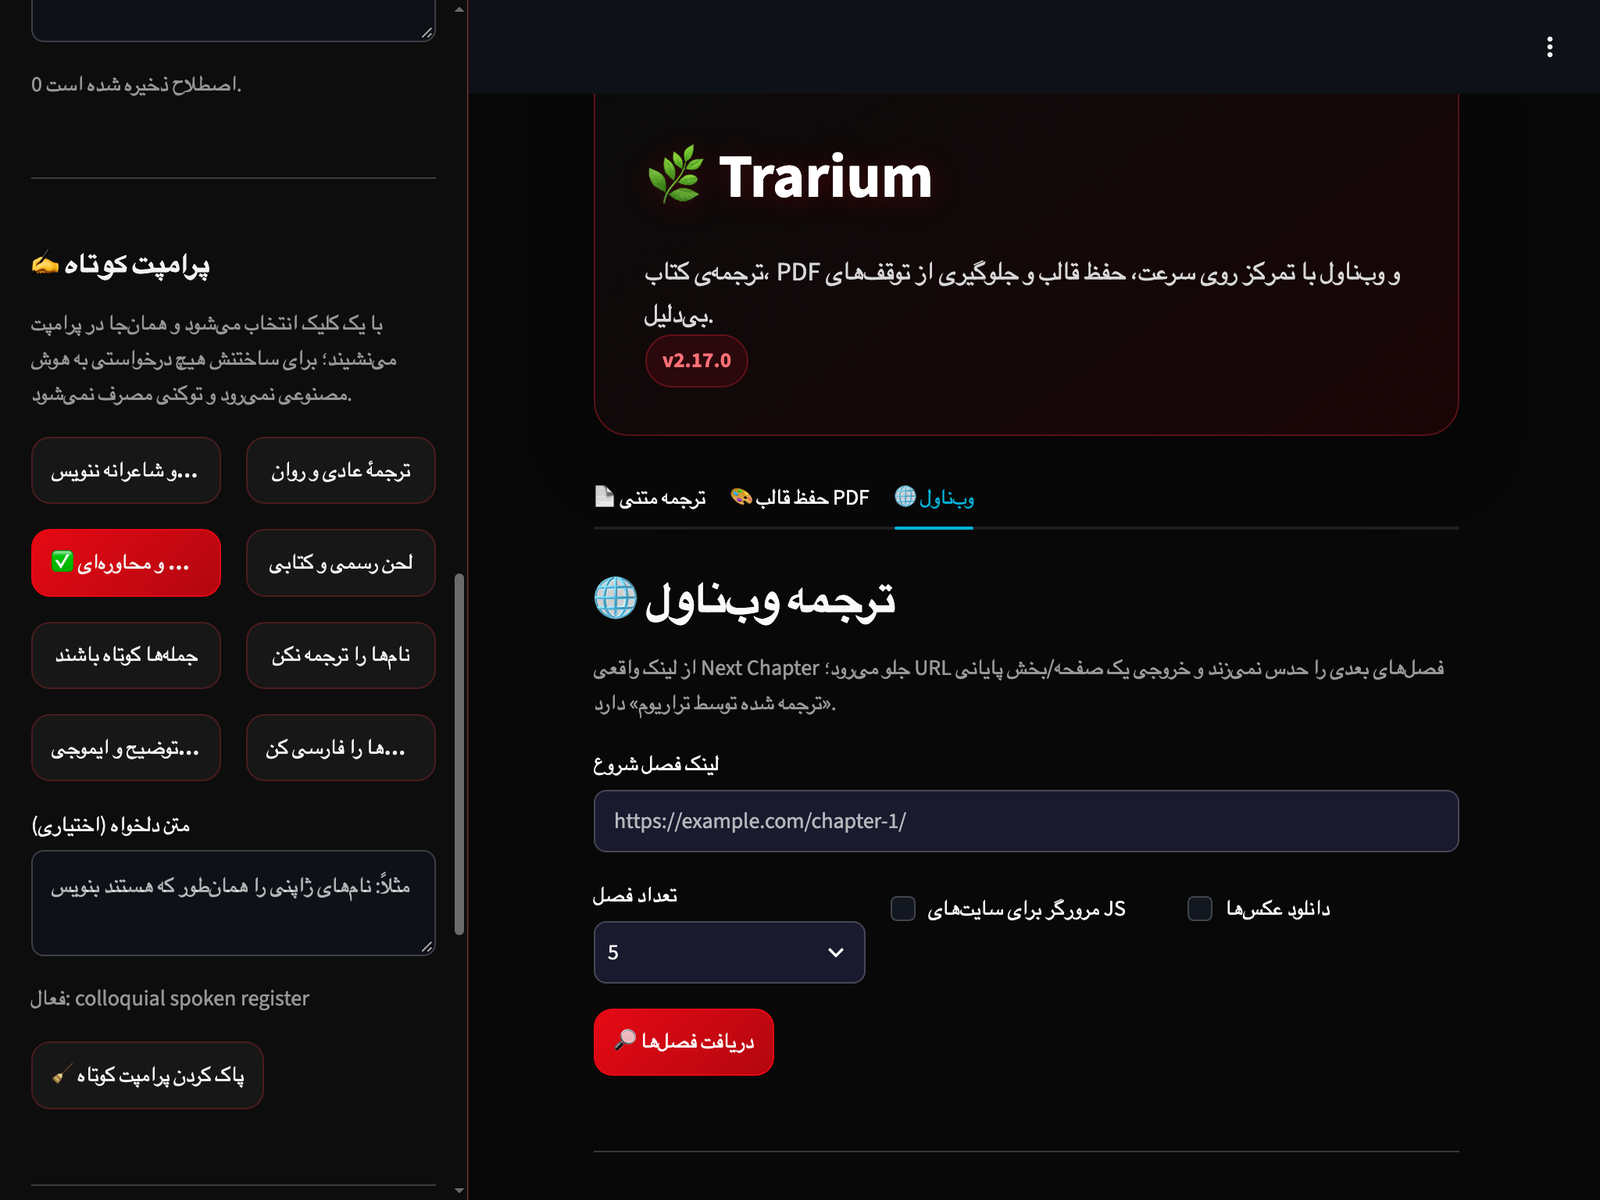 0 اصطلاح ذخیره شده است.
✍️ پرامپت کوتاه
با یک کلیک انتخاب می‌شود و همان‌جا در پرامپت
می‌نشیند؛ برای ساختنش هیچ درخواستی به هوش
مصنوعی نمی‌رود و توکنی مصرف نمی‌شود.
...و شاعرانه ننویس
ترجمهٔ عادی و روان
✅ و محاوره‌ای ...
لحن رسمی و کتابی
جمله‌ها کوتاه باشند
نام‌ها را ترجمه نکن
...توضیح و ایموجی
...ها را فارسی کن
متن دلخواه (اختیاری)
مثلاً: نام‌های ژاپنی را همان‌طور که هستند بنویس
فعال: colloquial spoken register
🧹 پاک کردن پرامپت کوتاه
🌿 Trarium
ترجمه‌ی کتاب، PDF و وب‌ناول با تمرکز روی سرعت، حفظ قالب و جلوگیری از توقف‌های
بی‌دلیل.
v2.17.0
📄 ترجمه متنی
🎨 حفظ قالب PDF
🌐 وب‌ناول
🌐 ترجمه وب‌ناول
از لینک واقعی Next Chapter جلو می‌رود؛ URL فصل‌های بعدی را حدس نمی‌زند و خروجی یک صفحه/بخش پایانی
«ترجمه شده توسط تراریوم» دارد.
لینک فصل شروع
https://example.com/chapter-1/
تعداد فصل
5
مرورگر برای سایت‌های JS
دانلود عکس‌ها
🔎 دریافت فصل‌ها